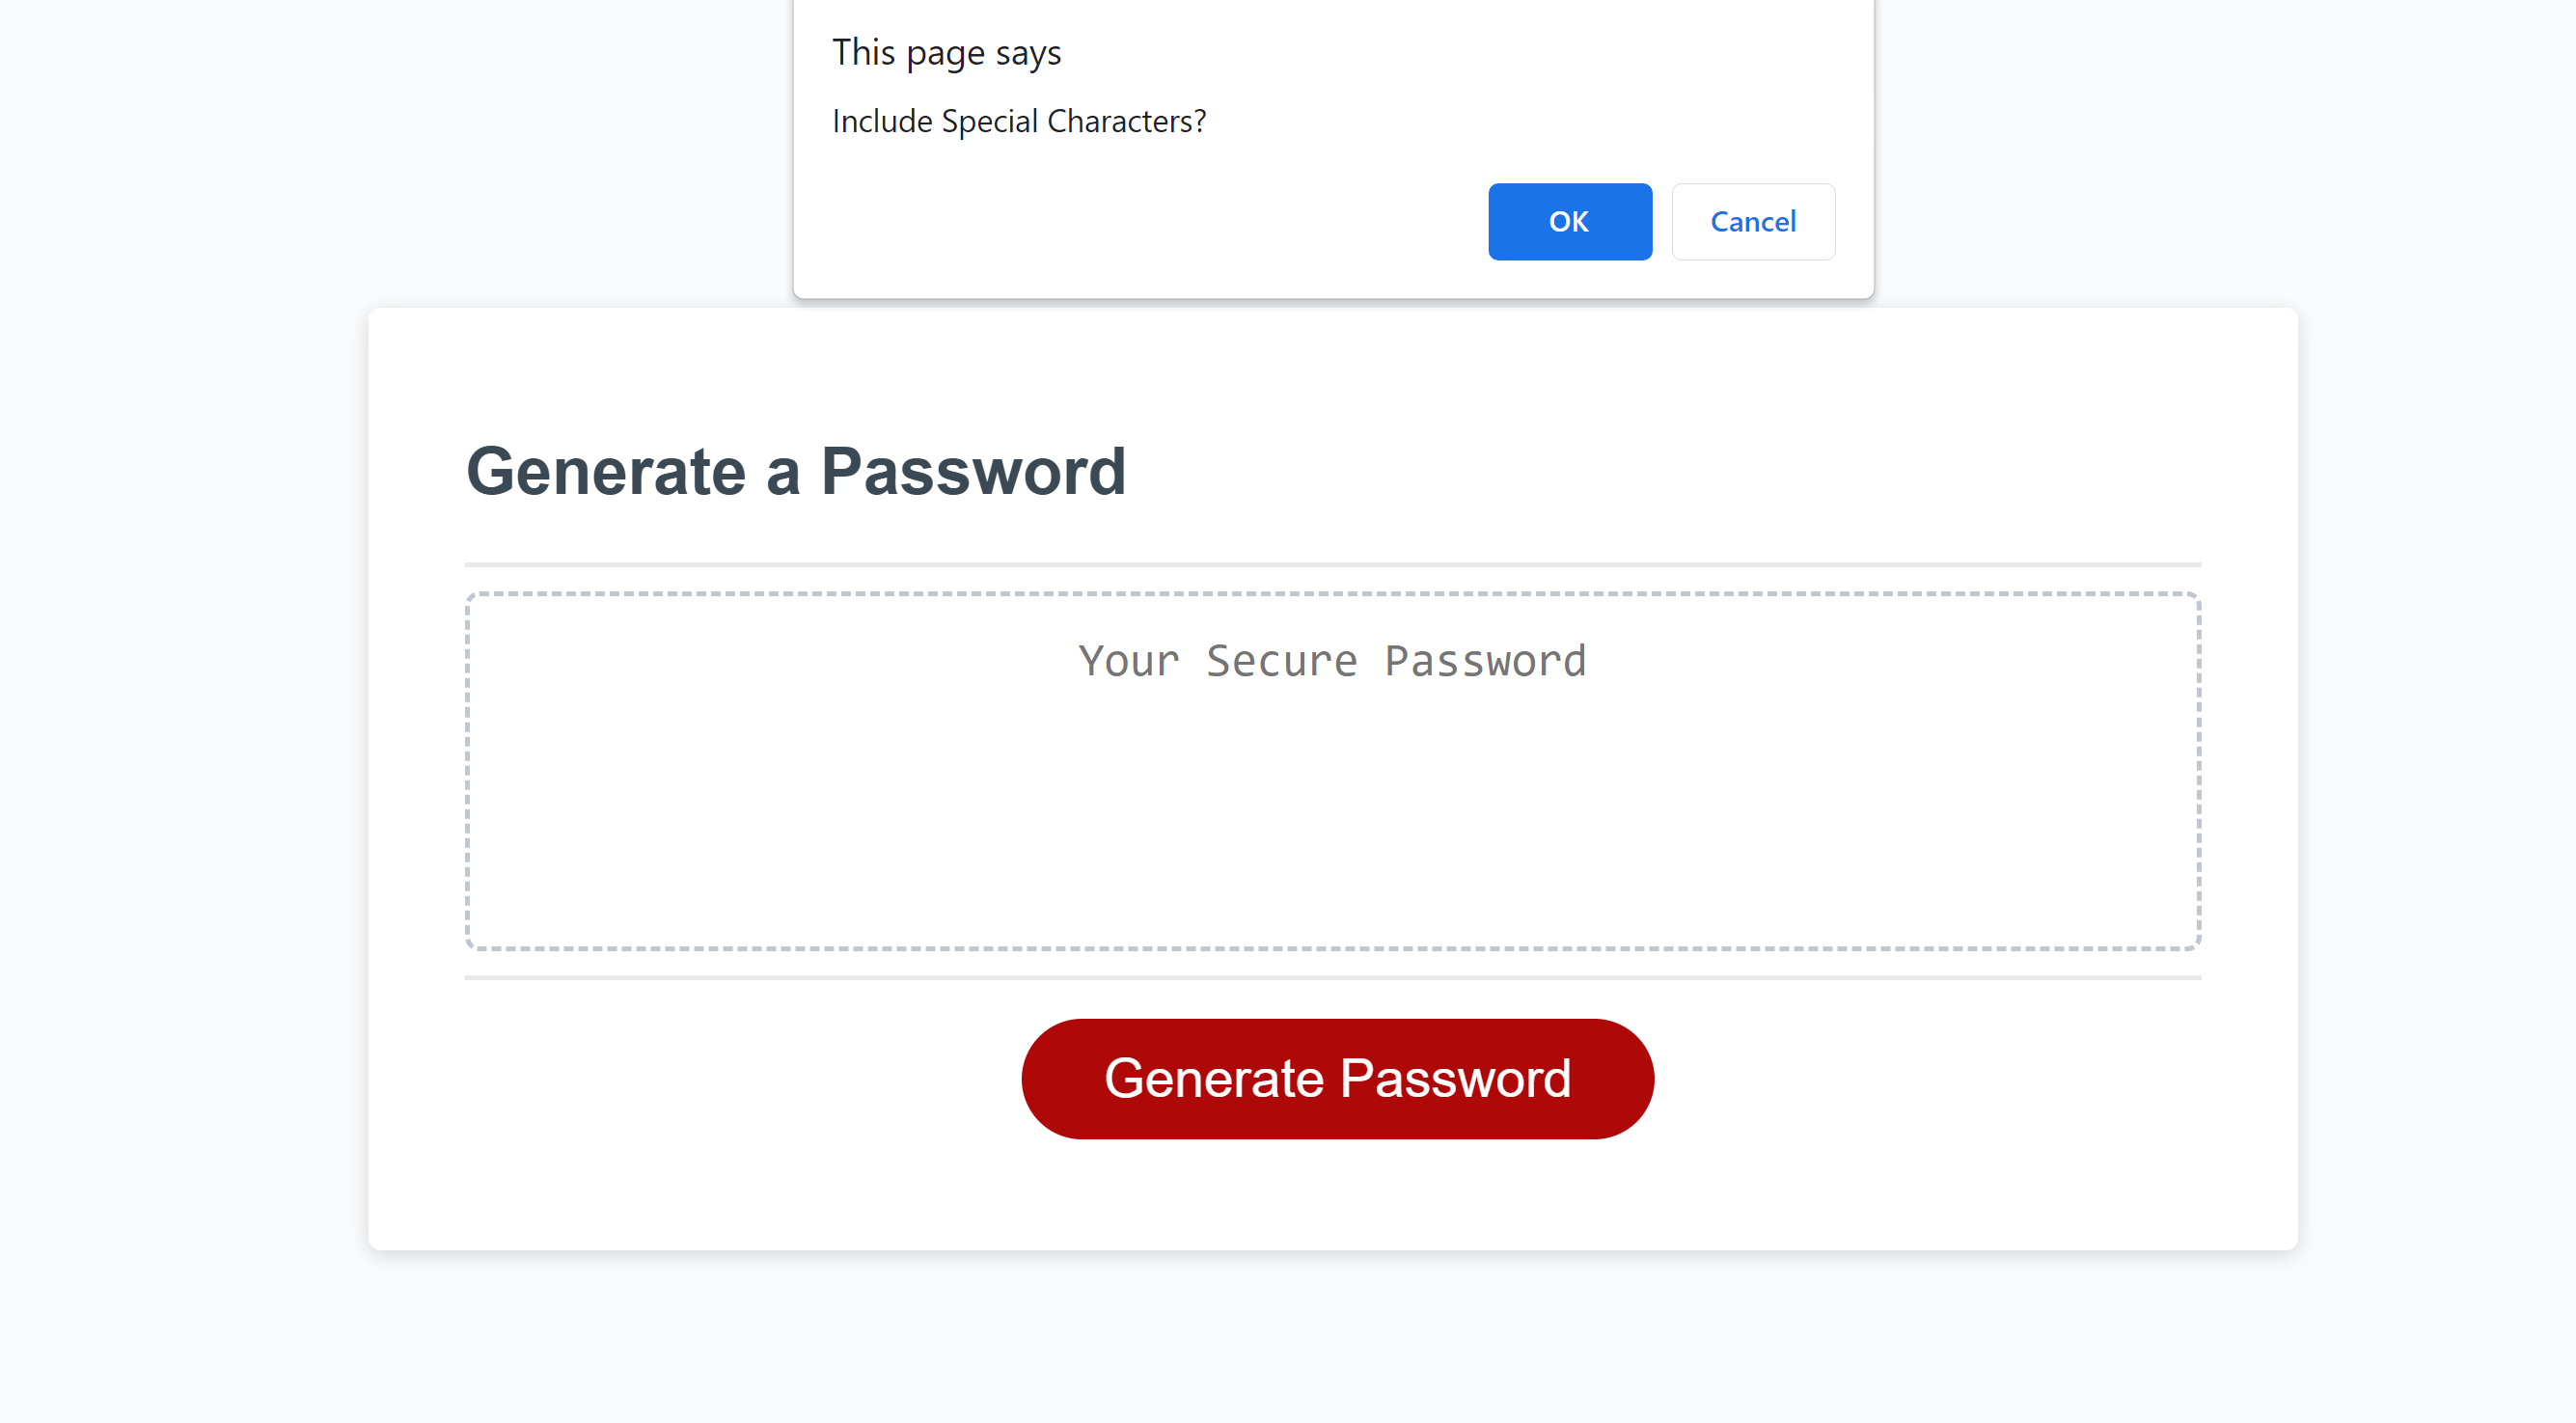 This page says
Include Special Characters?
OK
Cancel
Generate a Password
Your Secure Password
Generate Password